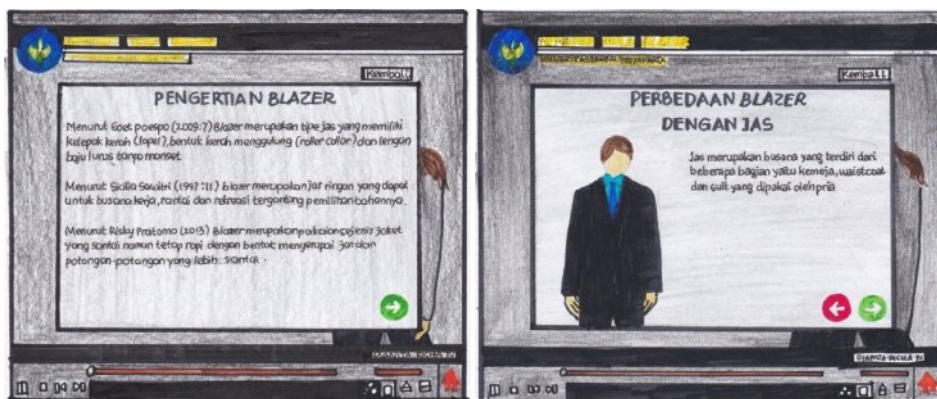 Kembali
PENGERTIAN BLAZER
Menurut Goet poespo (2009:7) Blazer merupakan tipe jas yang memiliki
kelepak kerah (lapel), bentuk kerah menggulung (roller collar) dan lengan
baju lurus tanpa manset.
Menurut Sicilia Sawitri (1997:11) blazer merupakan jas ringan yang dapat
untuk busana kerja, santai dan rekreasi tergantung pemilihan bahannya.
Menurut Risky Pratomo (2013) Blazer merupakan pakaian sejenis jaket
yang santai namun tetap rapi dengan bentuk menyerupai jas dan
potongan-potongan yang lebih santai.
DIANITA RICHA N
Kembali
PERBEDAAN BLAZER
DENGAN JAS
Jas merupakan busana yang terdiri dari
beberapa bagian yaitu kemeja, waistcoat
dan suit yang dipakai oleh pria
DIANITA RICHA N